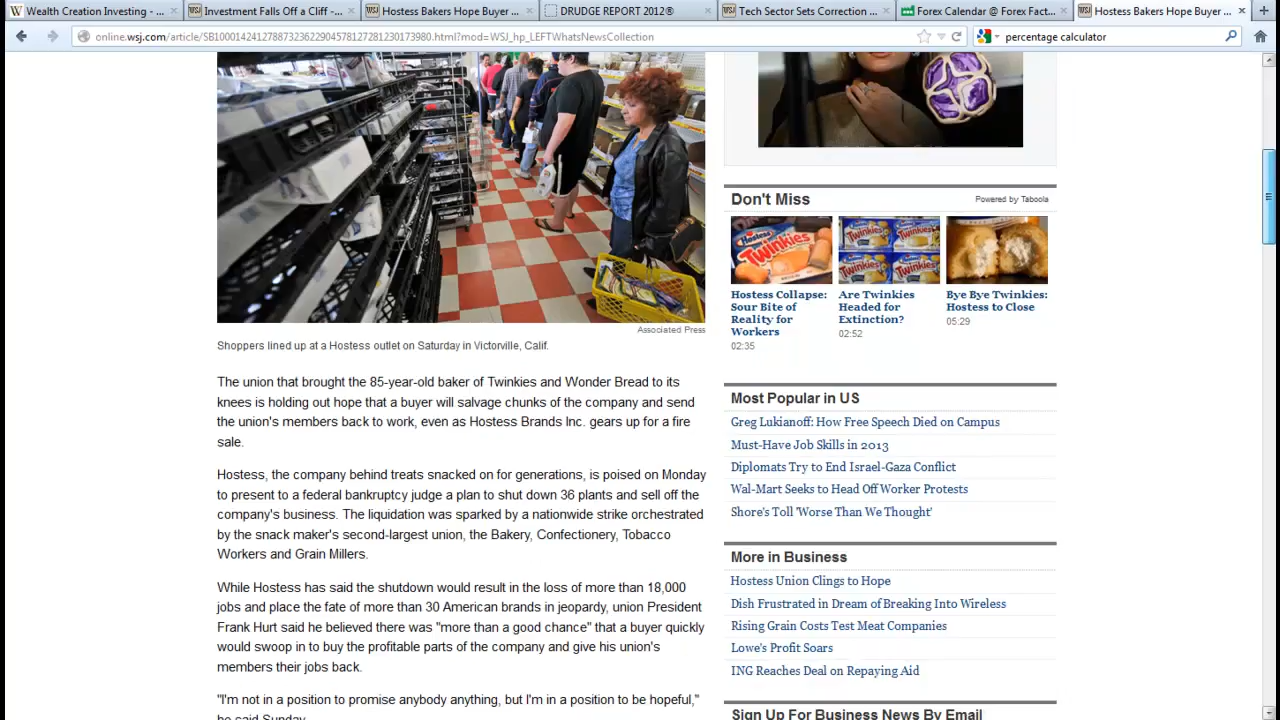 Wealth Creation Investing - ...
Investment Falls Off a Cliff - ...
Hostess Bakers Hope Buyer ...
DRUDGE REPORT 2012®
Tech Sector Sets Correction ...
Forex Calendar @ Forex Fact...
Hostess Bakers Hope Buyer ...
online.wsj.com/article/SB10001424127887323622904578127281230173980.html?mod=WSJ_hp_LEFTWhatsNewsCollection
percentage calculator
Associated Press
Shoppers lined up at a Hostess outlet on Saturday in Victorville, Calif.
The union that brought the 85-year-old baker of Twinkies and Wonder Bread to its
knees is holding out hope that a buyer will salvage chunks of the company and send
the union's members back to work, even as Hostess Brands Inc. gears up for a fire
sale.
Hostess, the company behind treats snacked on for generations, is poised on Monday
to present to a federal bankruptcy judge a plan to shut down 36 plants and sell off the
company's business. The liquidation was sparked by a nationwide strike orchestrated
by the snack maker's second-largest union, the Bakery, Confectionery, Tobacco
Workers and Grain Millers.
While Hostess has said the shutdown would result in the loss of more than 18,000
jobs and place the fate of more than 30 American brands in jeopardy, union President
Frank Hurt said he believed there was "more than a good chance" that a buyer quickly
would swoop in to buy the profitable parts of the company and give his union's
members their jobs back.
"I'm not in a position to promise anybody anything, but I'm in a position to be hopeful,"
he said Sunday.
Don't Miss
Powered by Taboola
Hostess
Twinkies
Twinkies
Twinkies
Twinkies
Twinkies
Hostess Collapse:
Sour Bite of
Reality for
Workers
02:35
Are Twinkies
Headed for
Extinction?
02:52
Bye Bye Twinkies:
Hostess to Close
05:29
Most Popular in US
Greg Lukianoff: How Free Speech Died on Campus
Must-Have Job Skills in 2013
Diplomats Try to End Israel-Gaza Conflict
Wal-Mart Seeks to Head Off Worker Protests
Shore's Toll 'Worse Than We Thought'
More in Business
Hostess Union Clings to Hope
Dish Frustrated in Dream of Breaking Into Wireless
Rising Grain Costs Test Meat Companies
Lowe's Profit Soars
ING Reaches Deal on Repaying Aid
Sign Up For Business News By Email